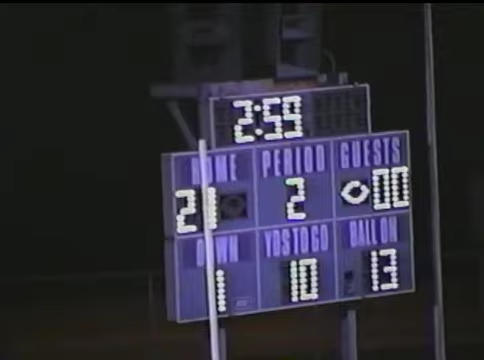 2:59
HOME PERIOD GUESTS
21 2 00
DOWN YDS TO GO BALL ON
1 10 13